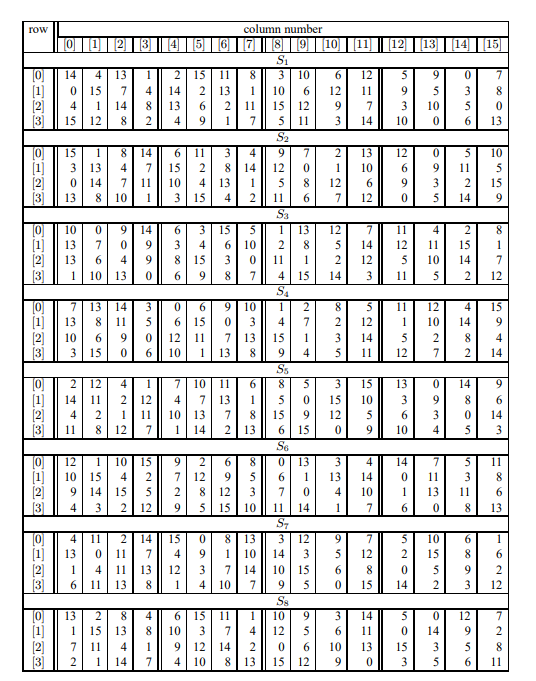 row column number
[0] [1] [2] [3] [4] [5] [6] [7] [8] [9] [10] [11] [12] [13] [14] [15]
S1
[0] 14 4 13 1 2 15 11 8 3 10 6 12 5 9 0 7
[1] 0 15 7 4 14 2 13 1 10 6 12 11 9 5 3 8
[2] 4 1 14 8 13 6 2 11 15 12 9 7 3 10 5 0
[3] 15 12 8 2 4 9 1 7 5 11 3 14 10 0 6 13
S2
[0] 15 1 8 14 6 11 3 4 9 7 2 13 12 0 5 10
[1] 3 13 4 7 15 2 8 14 12 0 1 10 6 9 11 5
[2] 0 14 7 11 10 4 13 1 5 8 12 6 9 3 2 15
[3] 13 8 10 1 3 15 4 2 11 6 7 12 0 5 14 9
S3
[0] 10 0 9 14 6 3 15 5 1 13 12 7 11 4 2 8
[1] 13 7 0 9 3 4 6 10 2 8 5 14 12 11 15 1
[2] 13 6 4 9 8 15 3 0 11 1 2 12 5 10 14 7
[3] 1 10 13 0 6 9 8 7 4 15 14 3 11 5 2 12
S4
[0] 7 13 14 3 0 6 9 10 1 2 8 5 11 12 4 15
[1] 13 8 11 5 6 15 0 3 4 7 2 12 1 10 14 9
[2] 10 6 9 0 12 11 7 13 15 1 3 14 5 2 8 4
[3] 3 15 0 6 10 1 13 8 9 4 5 11 12 7 2 14
S5
[0] 2 12 4 1 7 10 11 6 8 5 3 15 13 0 14 9
[1] 14 11 2 12 4 7 13 1 5 0 15 10 3 9 8 6
[2] 4 2 1 11 10 13 7 8 15 9 12 5 6 3 0 14
[3] 11 8 12 7 1 14 2 13 6 15 0 9 10 4 5 3
S6
[0] 12 1 10 15 9 2 6 8 0 13 3 4 14 7 5 11
[1] 10 15 4 2 7 12 9 5 6 1 13 14 0 11 3 8
[2] 9 14 15 5 2 8 12 3 7 0 4 10 1 13 11 6
[3] 4 3 2 12 9 5 15 10 11 14 1 7 6 0 8 13
S7
[0] 4 11 2 14 15 0 8 13 3 12 9 7 5 10 6 1
[1] 13 0 11 7 4 9 1 10 14 3 5 12 2 15 8 6
[2] 1 4 11 13 12 3 7 14 10 15 6 8 0 5 9 2
[3] 6 11 13 8 1 4 10 7 9 5 0 15 14 2 3 12
S8
[0] 13 2 8 4 6 15 11 1 10 9 3 14 5 0 12 7
[1] 1 15 13 8 10 3 7 4 12 5 6 11 0 14 9 2
[2] 7 11 4 1 9 12 14 2 0 6 10 13 15 3 5 8
[3] 2 1 14 7 4 10 8 13 15 12 9 0 3 5 6 11